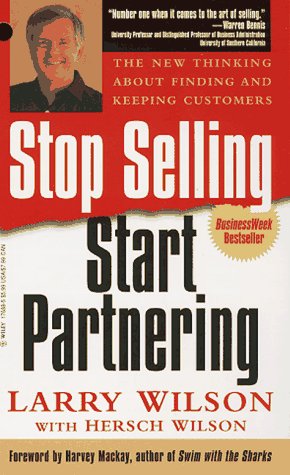 "Number one when it comes to the art of selling."
—Warren Bennis
University Professor and Distinguished Professor of Business Administration
University of Southern California
THE NEW THINKING
ABOUT FINDING AND
KEEPING CUSTOMERS
Stop Selling
Start
Partnering
BusinessWeek
Bestseller
LARRY WILSON
WITH HERSCH WILSON
Foreword by Harvey Mackay, author of Swim with the Sharks